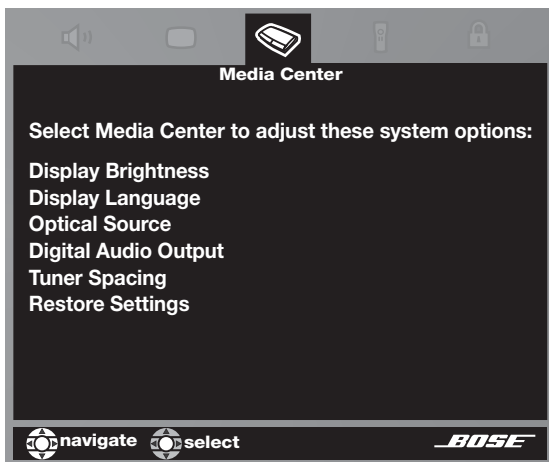 Media Center
Select Media Center to adjust these system options:
Display Brightness
Display Language
Optical Source
Digital Audio Output
Tuner Spacing
Restore Settings
navigate select BOSE